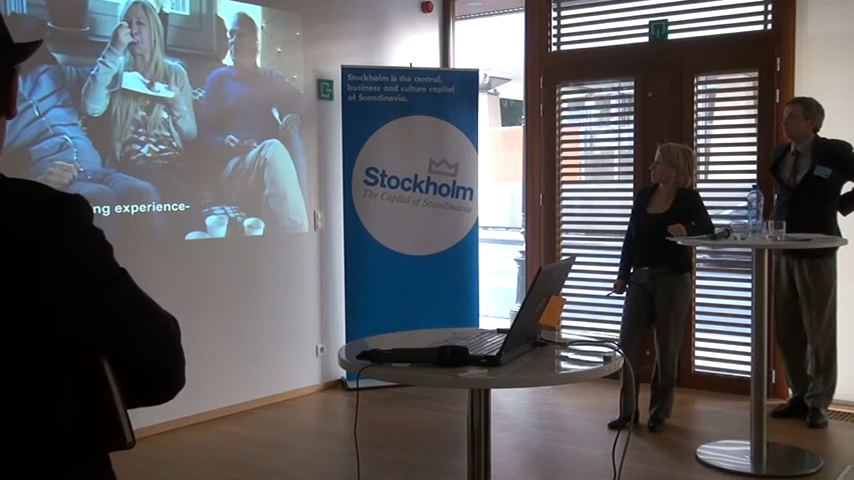 Stockholm is the central,
business and culture capital
of Scandinavia.
Stockholm
The Capital of Scandinavia
ng experience-